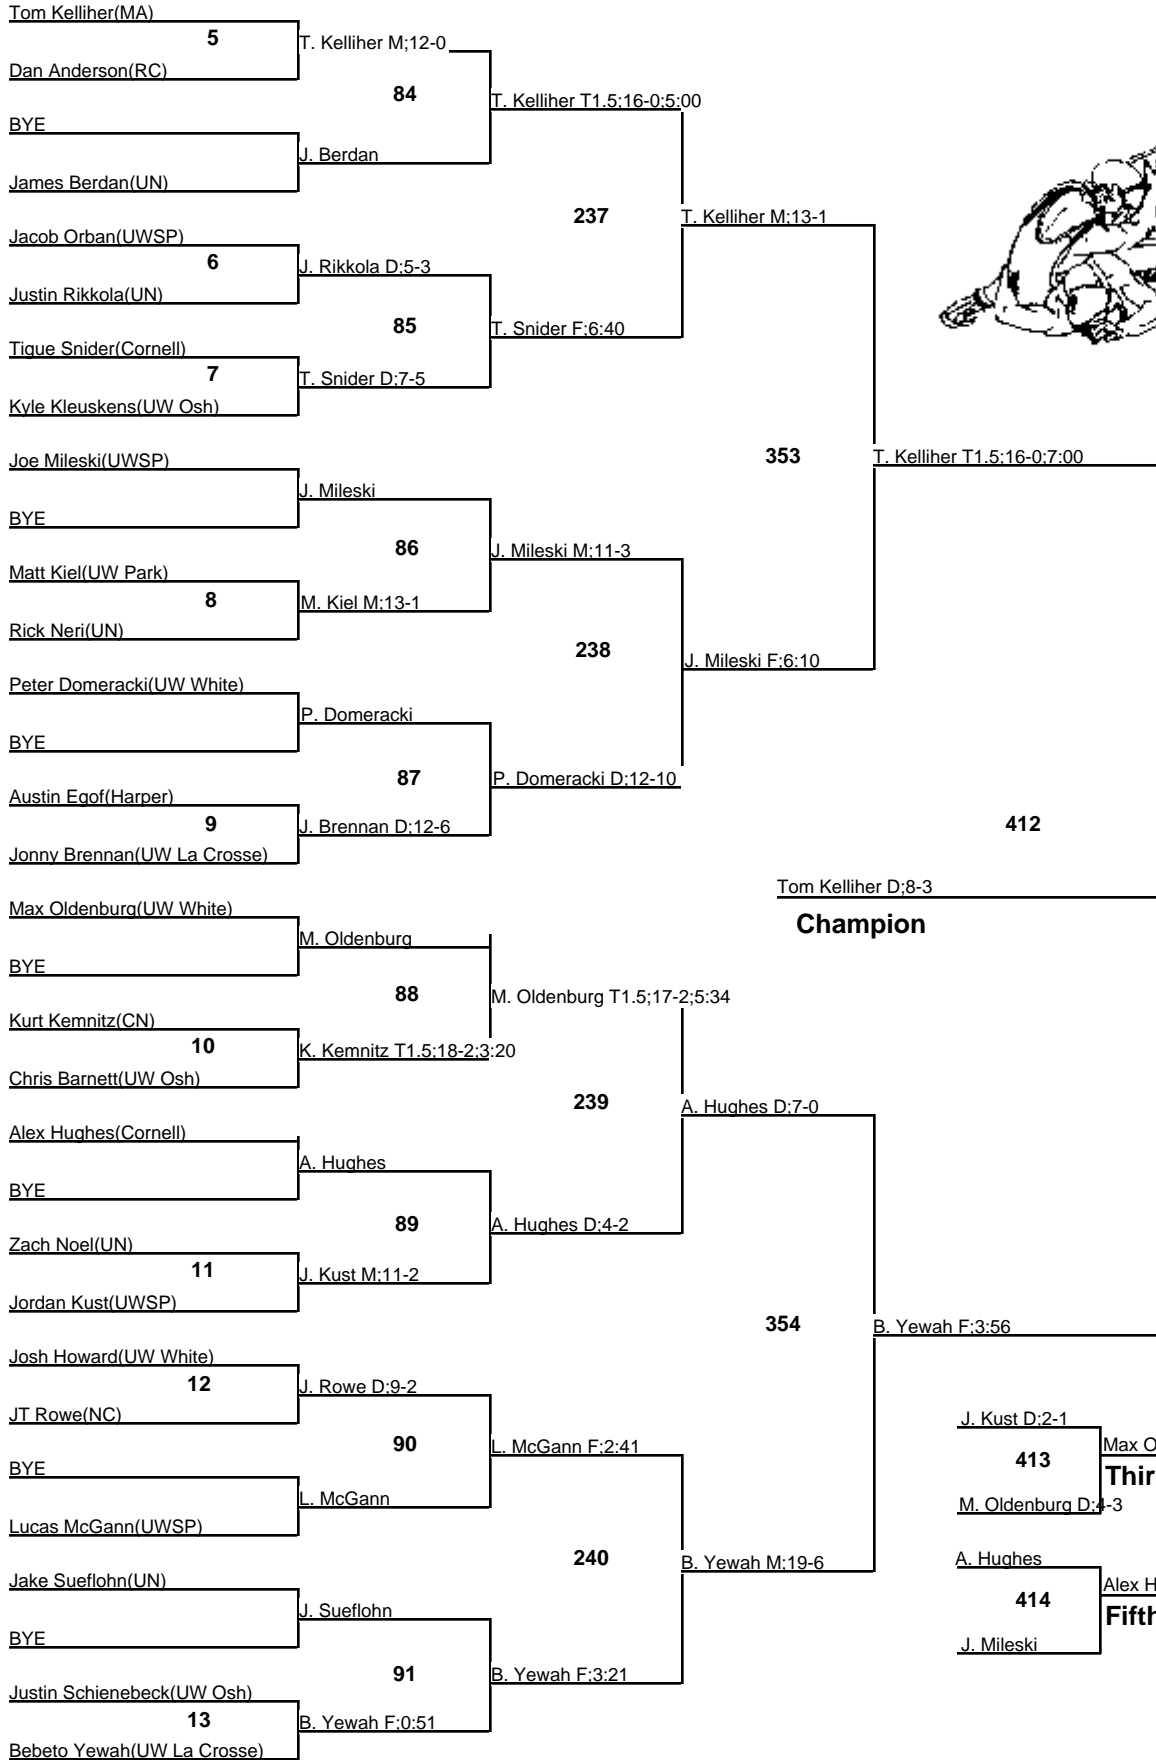 Tom Kelliher(MA)
5
T. Kelliher M;12-0
Dan Anderson(RC)
84
T. Kelliher T1.5;16-0;5:00
BYE
J. Berdan
James Berdan(UN)
237
T. Kelliher M;13-1
Jacob Orban(UWSP)
6
J. Rikkola D;5-3
Justin Rikkola(UN)
85
T. Snider F;6:40
Tigue Snider(Cornell)
7
T. Snider D;7-5
Kyle Kleuskens(UW Osh)
353
T. Kelliher T1.5;16-0;7:00
Joe Mileski(UWSP)
J. Mileski
BYE
86
J. Mileski M;11-3
Matt Kiel(UW Park)
8
M. Kiel M;13-1
Rick Neri(UN)
238
J. Mileski F;6:10
Peter Domeracki(UW White)
P. Domeracki
BYE
87
P. Domeracki D;12-10
Austin Egof(Harper)
9
J. Brennan D;12-6
Jonny Brennan(UW La Crosse)
412
Tom Kelliher D;8-3
Champion
Max Oldenburg(UW White)
M. Oldenburg
BYE
88
M. Oldenburg T1.5;17-2;5:34
Kurt Kemnitz(CN)
10
K. Kemnitz T1.5;18-2;3:20
Chris Barnett(UW Osh)
239
A. Hughes D;7-0
Alex Hughes(Cornell)
A. Hughes
BYE
89
A. Hughes D;4-2
Zach Noel(UN)
11
J. Kust M;11-2
Jordan Kust(UWSP)
354
B. Yewah F;3:56
Josh Howard(UW White)
12
J. Rowe D;9-2
JT Rowe(NC)
90
L. McGann F;2:41
BYE
L. McGann
Lucas McGann(UWSP)
240
B. Yewah M;19-6
Jake Sueflohn(UN)
J. Sueflohn
BYE
91
B. Yewah F;3:21
Justin Schienebeck(UW Osh)
13
B. Yewah F;0:51
Bebeto Yewah(UW La Crosse)
J. Kust D;2-1
413
Max O
Thir
M. Oldenburg D;4-3
A. Hughes
414
Alex H
Fifth
J. Mileski